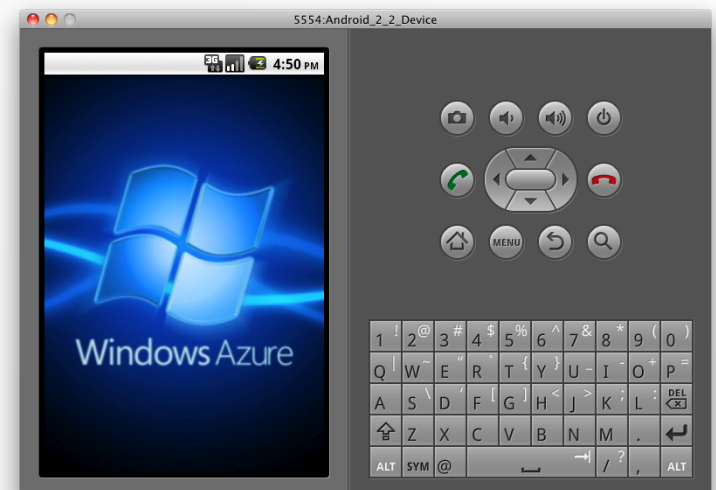 5554:Android_2_2_Device
3G 4:50 PM
Windows Azure
MENU
1 ! 2 @ 3 # 4 $ 5 % 6 ^ 7 & 8 * 9 ( 0 )
Q | W ~ E “ R ` T { Y } U _ I - O + P =
A S \ D ‘ F [ G ] H < J > K ; L : DEL
Z X C V B N M .
ALT SYM @ / ? , ALT